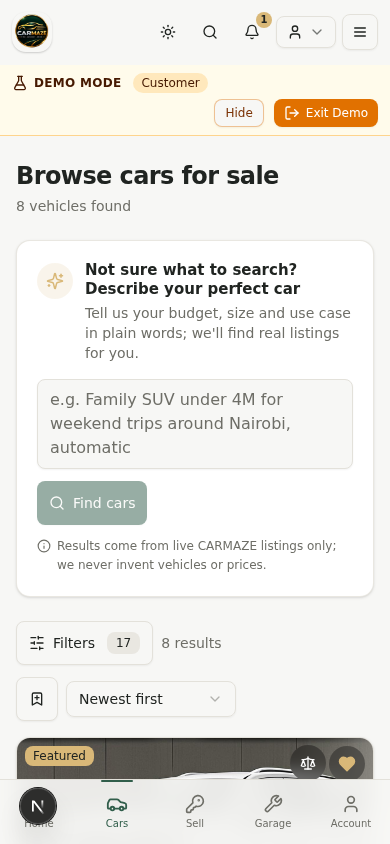 CARMAZE
1
DEMO MODE
Customer
Hide
Exit Demo
Browse cars for sale
8 vehicles found
Not sure what to search?
Describe your perfect car
Tell us your budget, size and use case
in plain words; we'll find real listings
for you.
e.g. Family SUV under 4M for
weekend trips around Nairobi,
automatic
Find cars
Results come from live CARMAZE listings only;
we never invent vehicles or prices.
Filters 17
8 results
Newest first
Featured
N
Home
Cars
Sell
Garage
Account